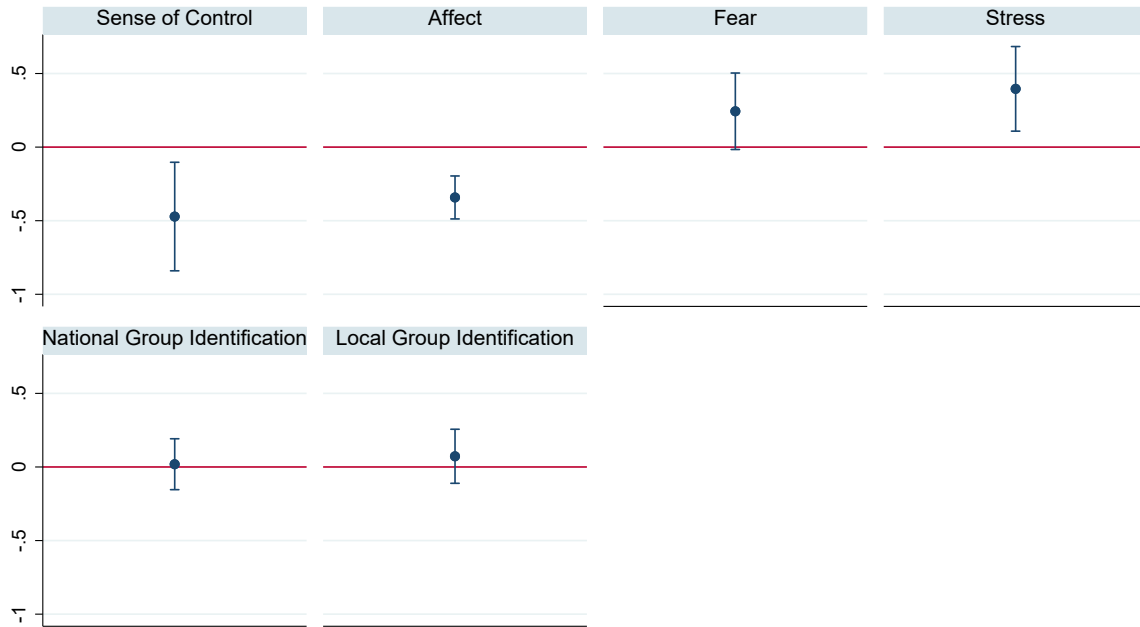 Sense of Control
Affect
Fear
Stress
.5
0
-.5
-1
National Group Identification
Local Group Identification
.5
0
-.5
-1